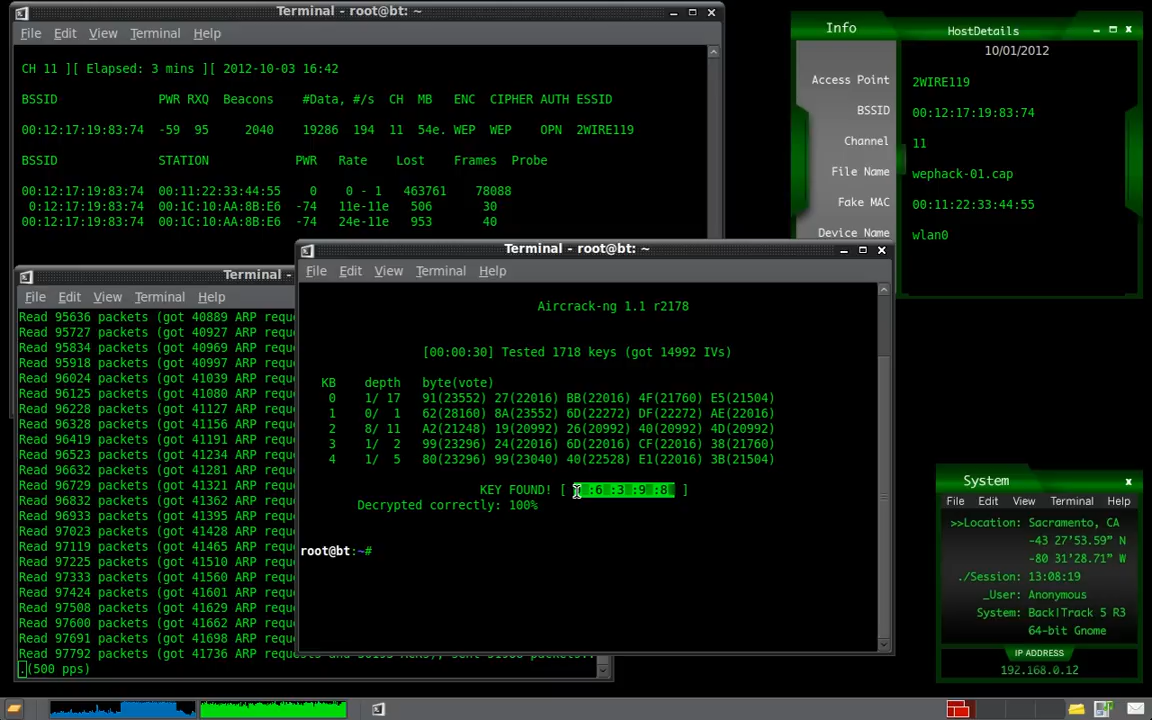 Terminal - root@bt: ~
File Edit View Terminal Help
CH 11 ][ Elapsed: 3 mins ][ 2012-10-03 16:42
BSSID PWR RXQ Beacons #Data, #/s CH MB ENC CIPHER AUTH ESSID
00:12:17:19:83:74 -59 95 2040 19286 194 11 54e. WEP WEP OPN 2WIRE119
BSSID STATION PWR Rate Lost Frames Probe
00:12:17:19:83:74 00:11:22:33:44:55 0 0 - 1 463761 78088
0:12:17:19:83:74 00:1C:10:AA:8B:E6 -74 11e-11e 506 30
00:12:17:19:83:74 00:1C:10:AA:8B:E6 -74 24e-11e 953 40
Info
HostDetails
10/01/2012
Access Point 2WIRE119
BSSID 00:12:17:19:83:74
Channel 11
File Name wephack-01.cap
Fake MAC 00:11:22:33:44:55
Device Name wlan0
Terminal -
File Edit View Terminal Help
Read 95636 packets (got 40889 ARP
Read 95727 packets (got 40927 ARP
Read 95834 packets (got 40969 ARP
Read 95918 packets (got 40997 ARP
Read 96024 packets (got 41039 ARP
Read 96125 packets (got 41080 ARP
Read 96228 packets (got 41127 ARP
Read 96328 packets (got 41156 ARP
Read 96419 packets (got 41191 ARP
Read 96523 packets (got 41234 ARP
Read 96632 packets (got 41281 ARP
Read 96731 packets (got 41319 ARP
Read 96832 packets (got 41362 ARP
Read 96933 packets (got 41395 ARP
Read 97023 packets (got 41428 ARP
Read 97119 packets (got 41465 ARP
Read 97225 packets (got 41510 ARP
Read 97333 packets (got 41560 ARP
Read 97424 packets (got 41601 ARP
Read 97508 packets (got 41629 ARP
Read 97600 packets (got 41662 ARP
Read 97691 packets (got 41698 ARP
Read 97792 packets (got 41736 ARP
.(500 pps)
Terminal - root@bt: ~
File Edit View Terminal Help
Aircrack-ng 1.1 r2178
[00:00:30] Tested 1718 keys (got 14992 IVs)
KB depth byte(vote)
0 1/ 17 91(23552) 27(22016) BB(22016) 4F(21760) E5(21504)
1 0/ 1 62(28160) 8A(23552) 6D(22272) DF(22272) AE(22016)
2 8/ 11 A2(21248) 19(20992) 26(20992) 40(20992) 4D(20992)
3 1/ 2 99(23296) 24(22016) 6D(22016) CF(22016) 38(21760)
4 1/ 5 80(23296) 99(23040) 40(22528) E1(22016) 3B(21504)
KEY FOUND! [ :6 :3 :9 :8 ]
Decrypted correctly: 100%
root@bt:~#
System
File Edit View Terminal Help
>>Location: Sacramento, CA
-43 27’53.59” N
-80 31’28.71” W
./Session: 13:08:19
_User: Anonymous
System: Back|Track 5 R3
64-bit Gnome
IP ADDRESS
192.168.0.12